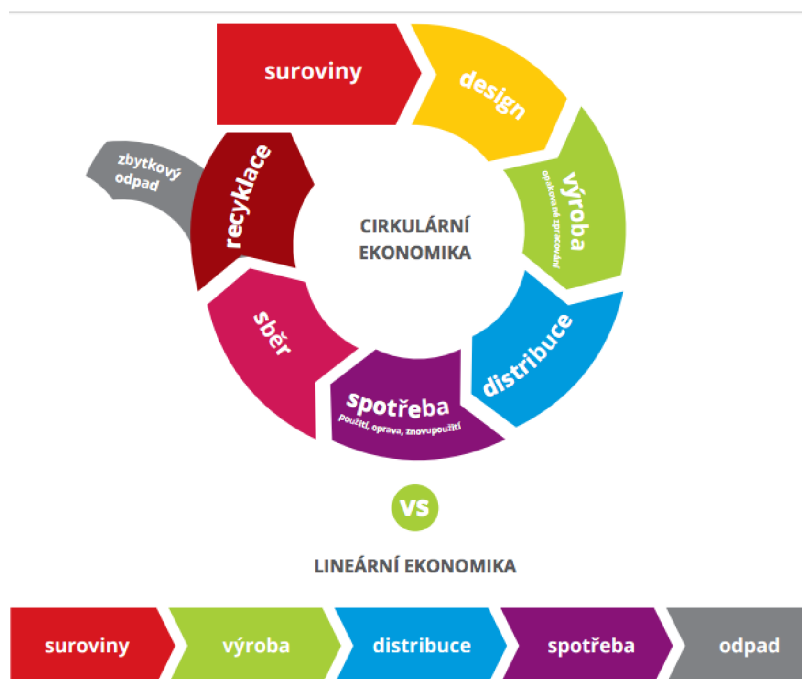 suroviny
design
výroba
opakované zpracování
distribuce
spotřeba
použití, oprava, znovupoužití
sběr
recyklace
zbytkový
odpad
CIRKULÁRNÍ
EKONOMIKA
VS
LINEÁRNÍ EKONOMIKA
suroviny
výroba
distribuce
spotřeba
odpad